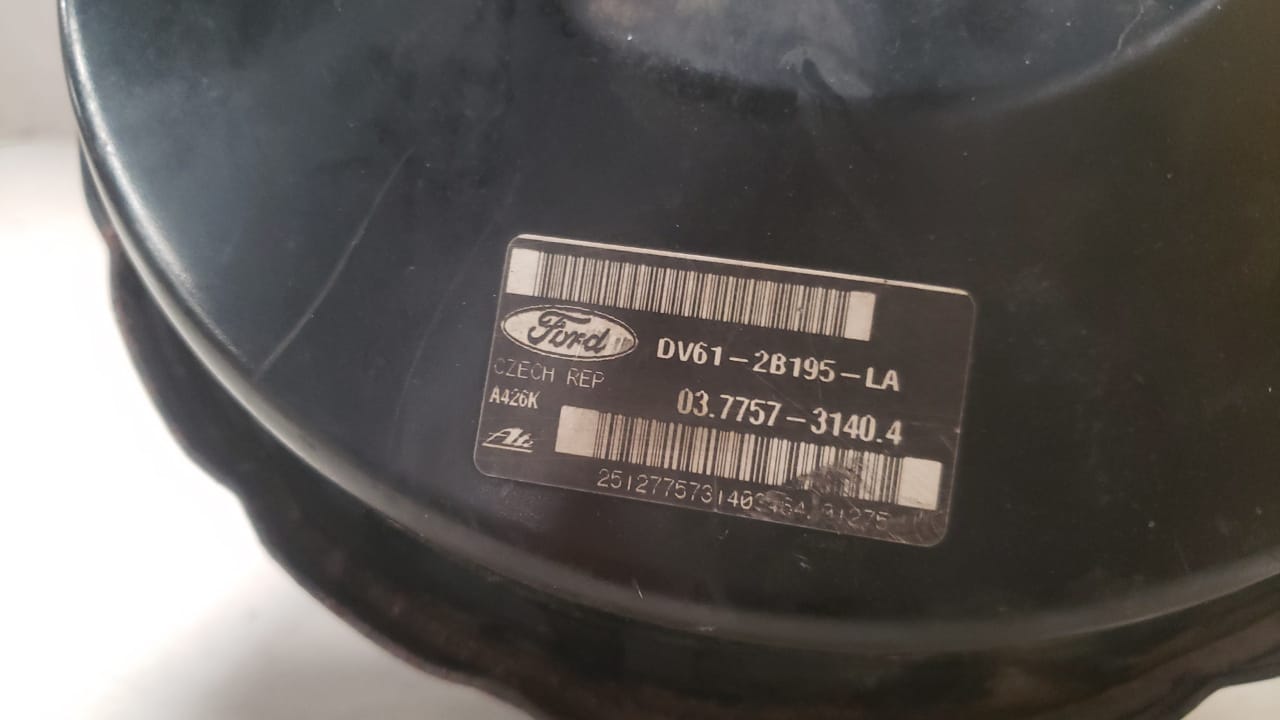 Ford
DV61-2B195-LA
CZECH REP
03.7757-3140.4
A426K
Ate